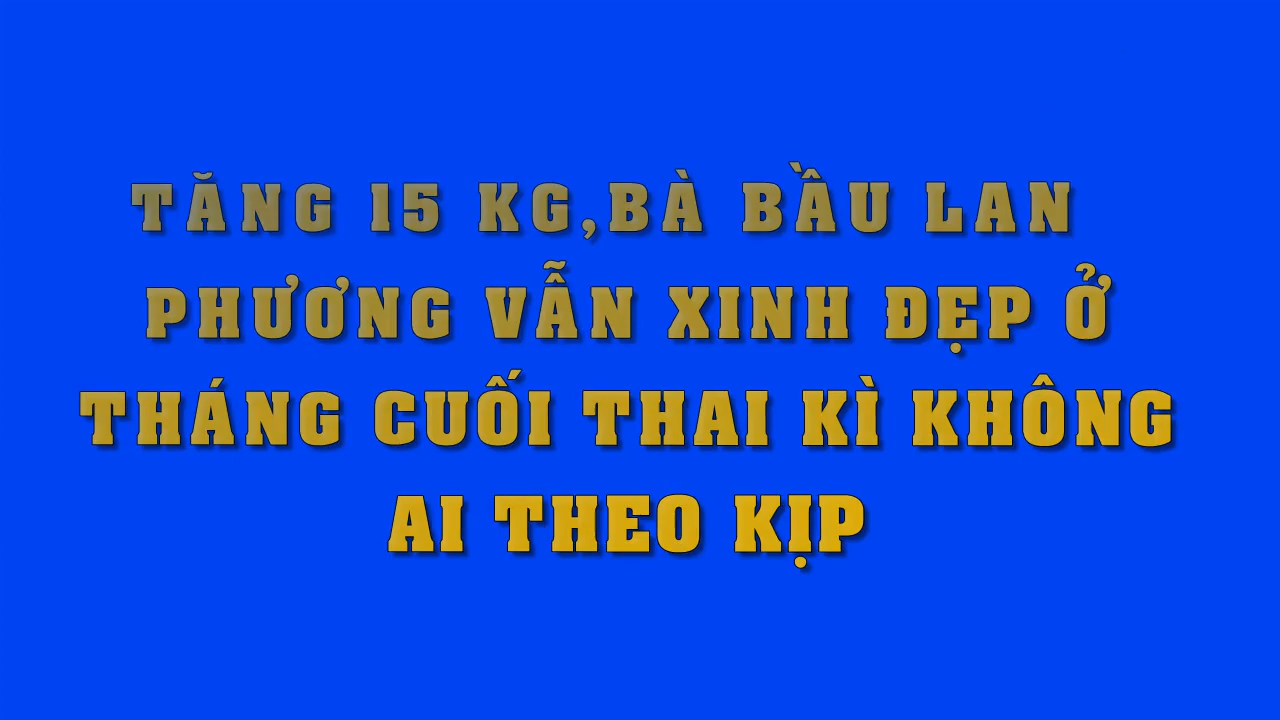 TĂNG 15 KG,BÀ BẦU LAN
PHƯƠNG VẪN XINH ĐẸP Ở
THÁNG CUỐI THAI KÌ KHÔNG
AI THEO KỊP